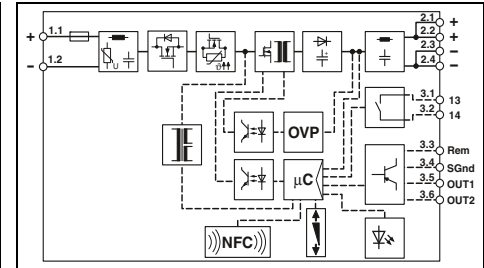 + 1.1
- 1.2
U
ϑ
2.1 +
2.2 +
2.3 -
2.4 -
3.1 13
3.2 14
OVP
μC
3.3 Rem
3.4 SGnd
3.5 OUT1
3.6 OUT2
NFC